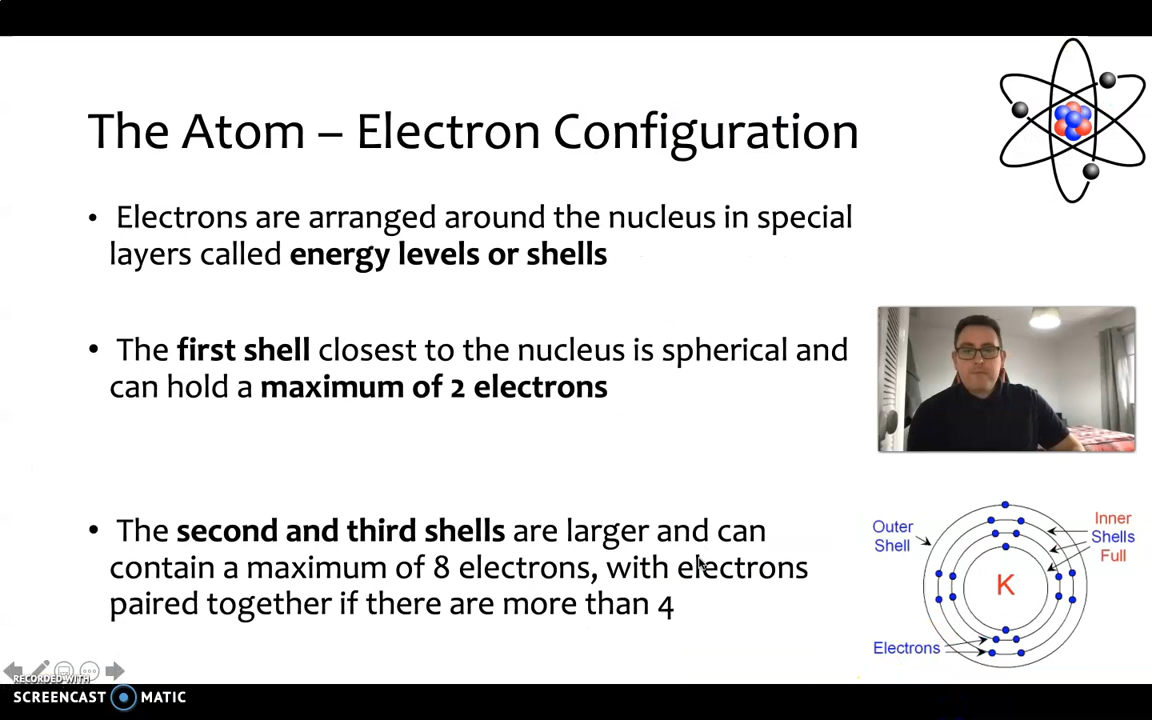 The Atom – Electron Configuration
• Electrons are arranged around the nucleus in special
layers called energy levels or shells
• The first shell closest to the nucleus is spherical and
can hold a maximum of 2 electrons
• The second and third shells are larger and can
contain a maximum of 8 electrons, with electrons
paired together if there are more than 4
Outer
Shell
Inner
Shells
Full
K
Electrons
RECORDED WITH
SCREENCAST MATIC